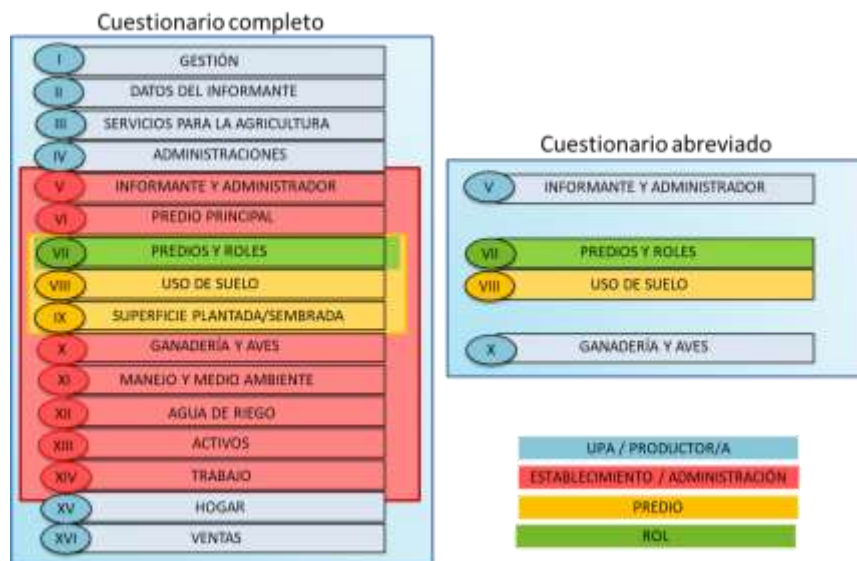 Cuestionario completo
I GESTIÓN
II DATOS DEL INFORMANTE
III SERVICIOS PARA LA AGRICULTURA
IV ADMINISTRACIONES
V INFORMANTE Y ADMINISTRADOR
VI PREDIO PRINCIPAL
VII PREDIOS Y ROLES
VIII USO DE SUELO
IX SUPERFICIE PLANTADA/SEMBRADA
X GANADERÍA Y AVES
XI MANEJO Y MEDIO AMBIENTE
XII AGUA DE RIEGO
XIII ACTIVOS
XIV TRABAJO
XV HOGAR
XVI VENTAS
Cuestionario abreviado
V INFORMANTE Y ADMINISTRADOR
VII PREDIOS Y ROLES
VIII USO DE SUELO
X GANADERÍA Y AVES
UPA / PRODUCTOR/A
ESTABLECIMIENTO / ADMINISTRACIÓN
PREDIO
ROL